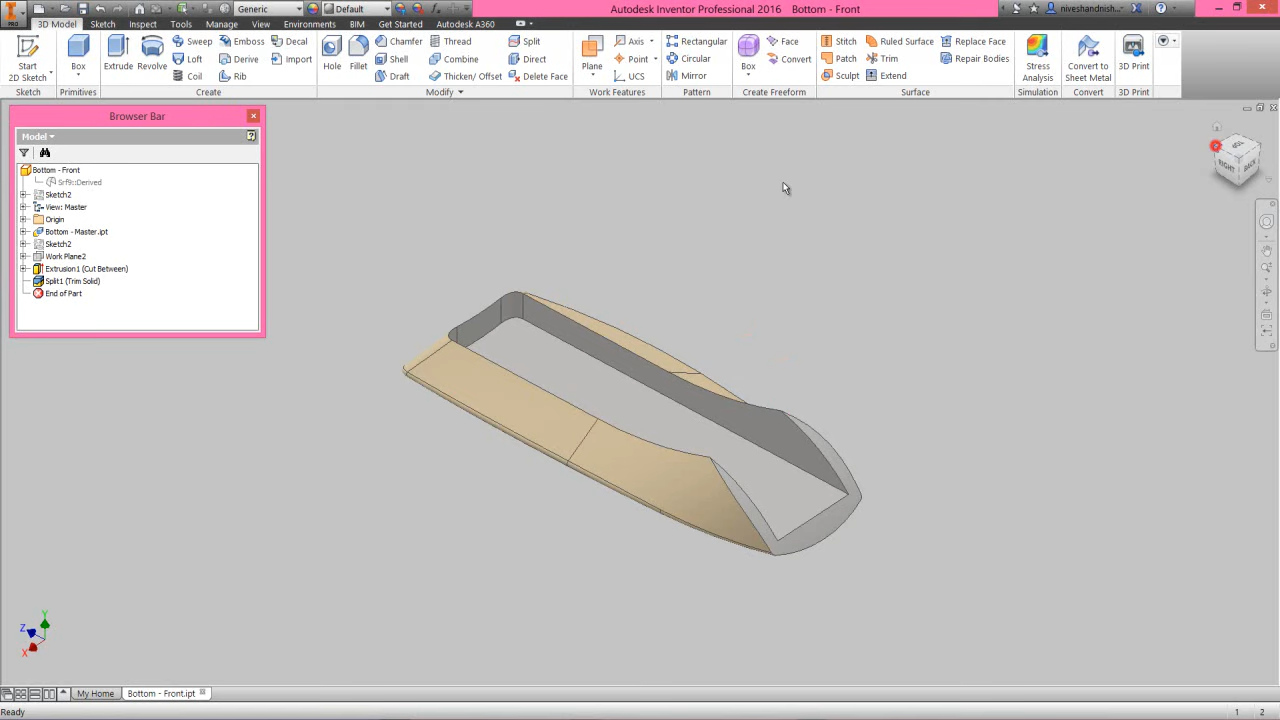 Generic
Default
Autodesk Inventor Professional 2016 Bottom - Front
niveshandnish...
PRO
3D Model
Sketch
Inspect
Tools
Manage
View
Environments
BIM
Get Started
Autodesk A360
Start
2D Sketch
Sketch
Box
Primitives
Extrude
Revolve
Sweep
Loft
Coil
Emboss
Derive
Rib
Decal
Import
Create
Hole
Fillet
Chamfer
Shell
Draft
Thread
Combine
Thicken/ Offset
Split
Direct
Delete Face
Modify
Plane
Axis
Point
UCS
Work Features
Rectangular
Circular
Mirror
Pattern
Box
Face
Convert
Create Freeform
Stitch
Patch
Sculpt
Ruled Surface
Trim
Extend
Replace Face
Repair Bodies
Surface
Stress
Analysis
Simulation
Convert to
Sheet Metal
Convert
3D Print
3D Print
Browser Bar
Model
Bottom - Front
Srf9::Derived
Sketch2
View: Master
Origin
Bottom - Master.ipt
Sketch2
Work Plane2
Extrusion1 (Cut Between)
Split1 (Trim Solid)
End of Part
RIGHT
BACK
Y
Z
X
My Home
Bottom - Front.ipt
Ready
1
2